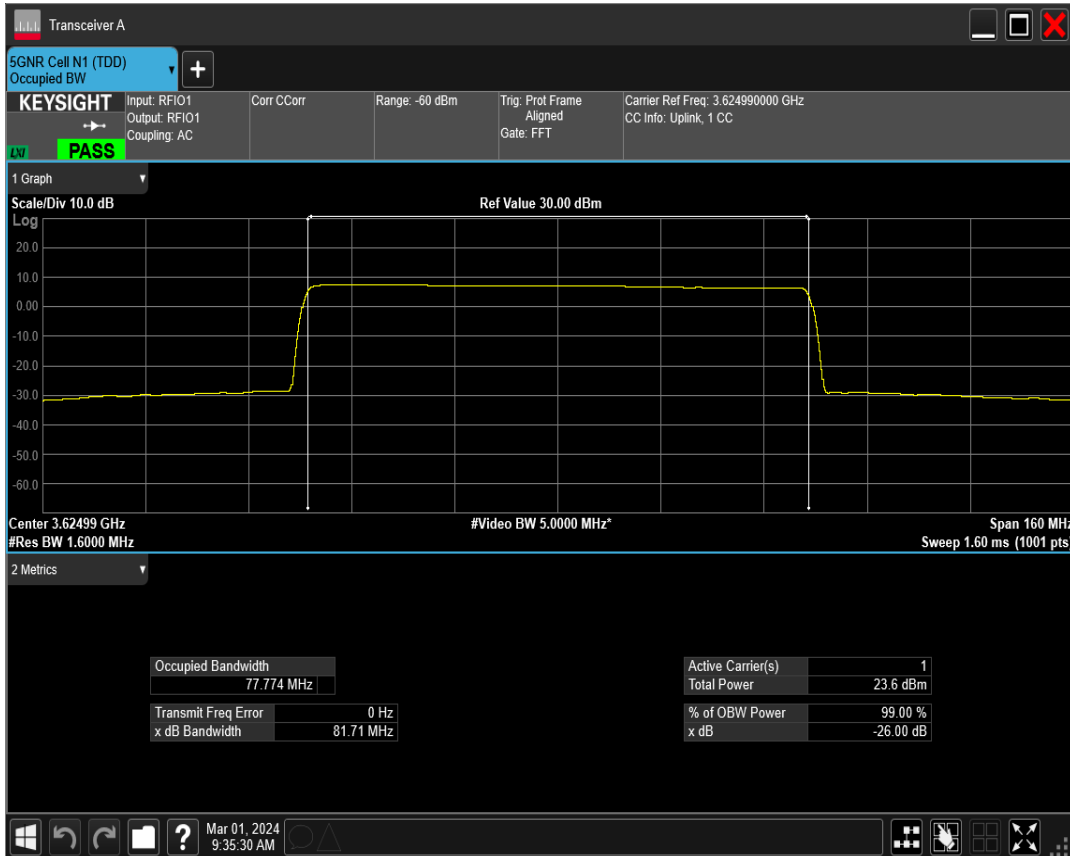 Transceiver A
5GNR Cell N1 (TDD)
Occupied BW
+
KEYSIGHT
LXI
PASS
Input: RFIO1
Output: RFIO1
Coupling: AC
Corr CCorr
Range: -60 dBm
Trig: Prot Frame
Aligned
Gate: FFT
Carrier Ref Freq: 3.624990000 GHz
CC Info: Uplink, 1 CC
1 Graph
Scale/Div 10.0 dB
Ref Value 30.00 dBm
Log
20.0
10.0
0.00
-10.0
-20.0
-30.0
-40.0
-50.0
-60.0
Center 3.62499 GHz
#Video BW 5.0000 MHz*
Span 160 MHz
#Res BW 1.6000 MHz
Sweep 1.60 ms (1001 pts)
2 Metrics
Occupied Bandwidth
77.774 MHz
Transmit Freq Error 0 Hz
x dB Bandwidth 81.71 MHz
Active Carrier(s) 1
Total Power 23.6 dBm
% of OBW Power 99.00 %
x dB -26.00 dB
?
Mar 01, 2024
9:35:30 AM